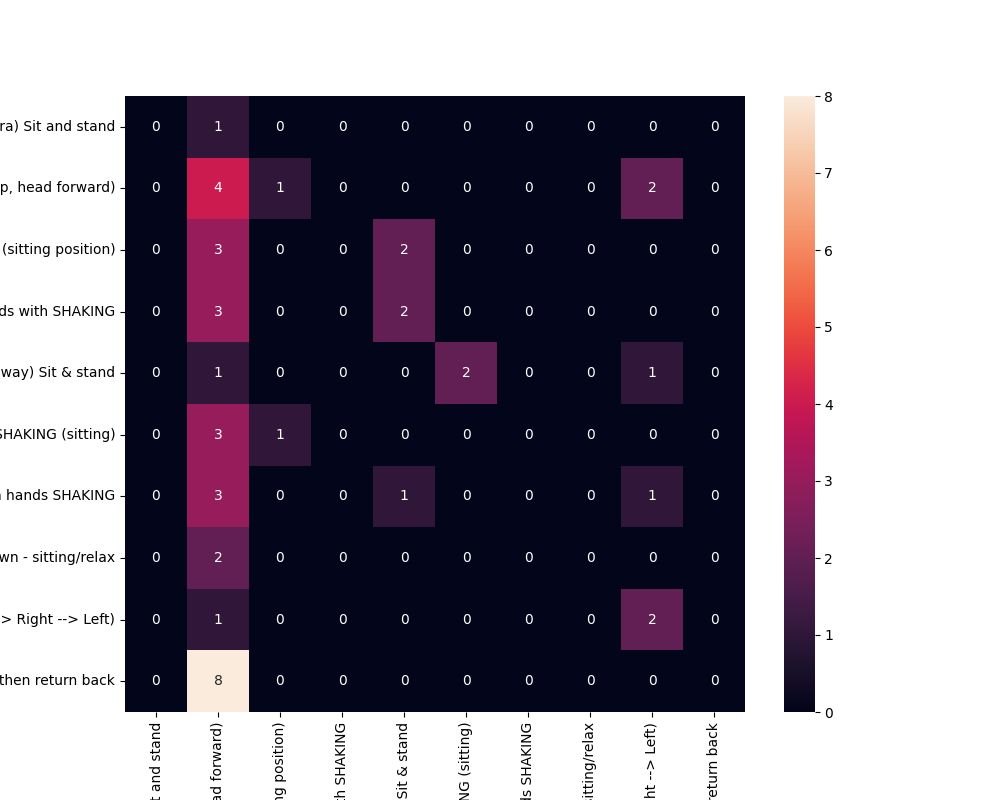 ra) Sit and stand 0 1 0 0 0 0 0 0 0 0
p, head forward) 0 4 1 0 0 0 0 0 2 0
(sitting position) 0 3 0 0 2 0 0 0 0 0
ds with SHAKING 0 3 0 0 2 0 0 0 0 0
way) Sit & stand 0 1 0 0 0 2 0 0 1 0
SHAKING (sitting) 0 3 1 0 0 0 0 0 0 0
hands SHAKING 0 3 0 0 1 0 0 0 1 0
wn - sitting/relax 0 2 0 0 0 0 0 0 0 0
> Right --> Left) 0 1 0 0 0 0 0 0 2 0
then return back 0 8 0 0 0 0 0 0 0 0
t and stand
ad forward)
ng position)
th SHAKING
Sit & stand
NG (sitting)
ds SHAKING
sitting/relax
ht --> Left)
return back
8
7
6
5
4
3
2
1
0